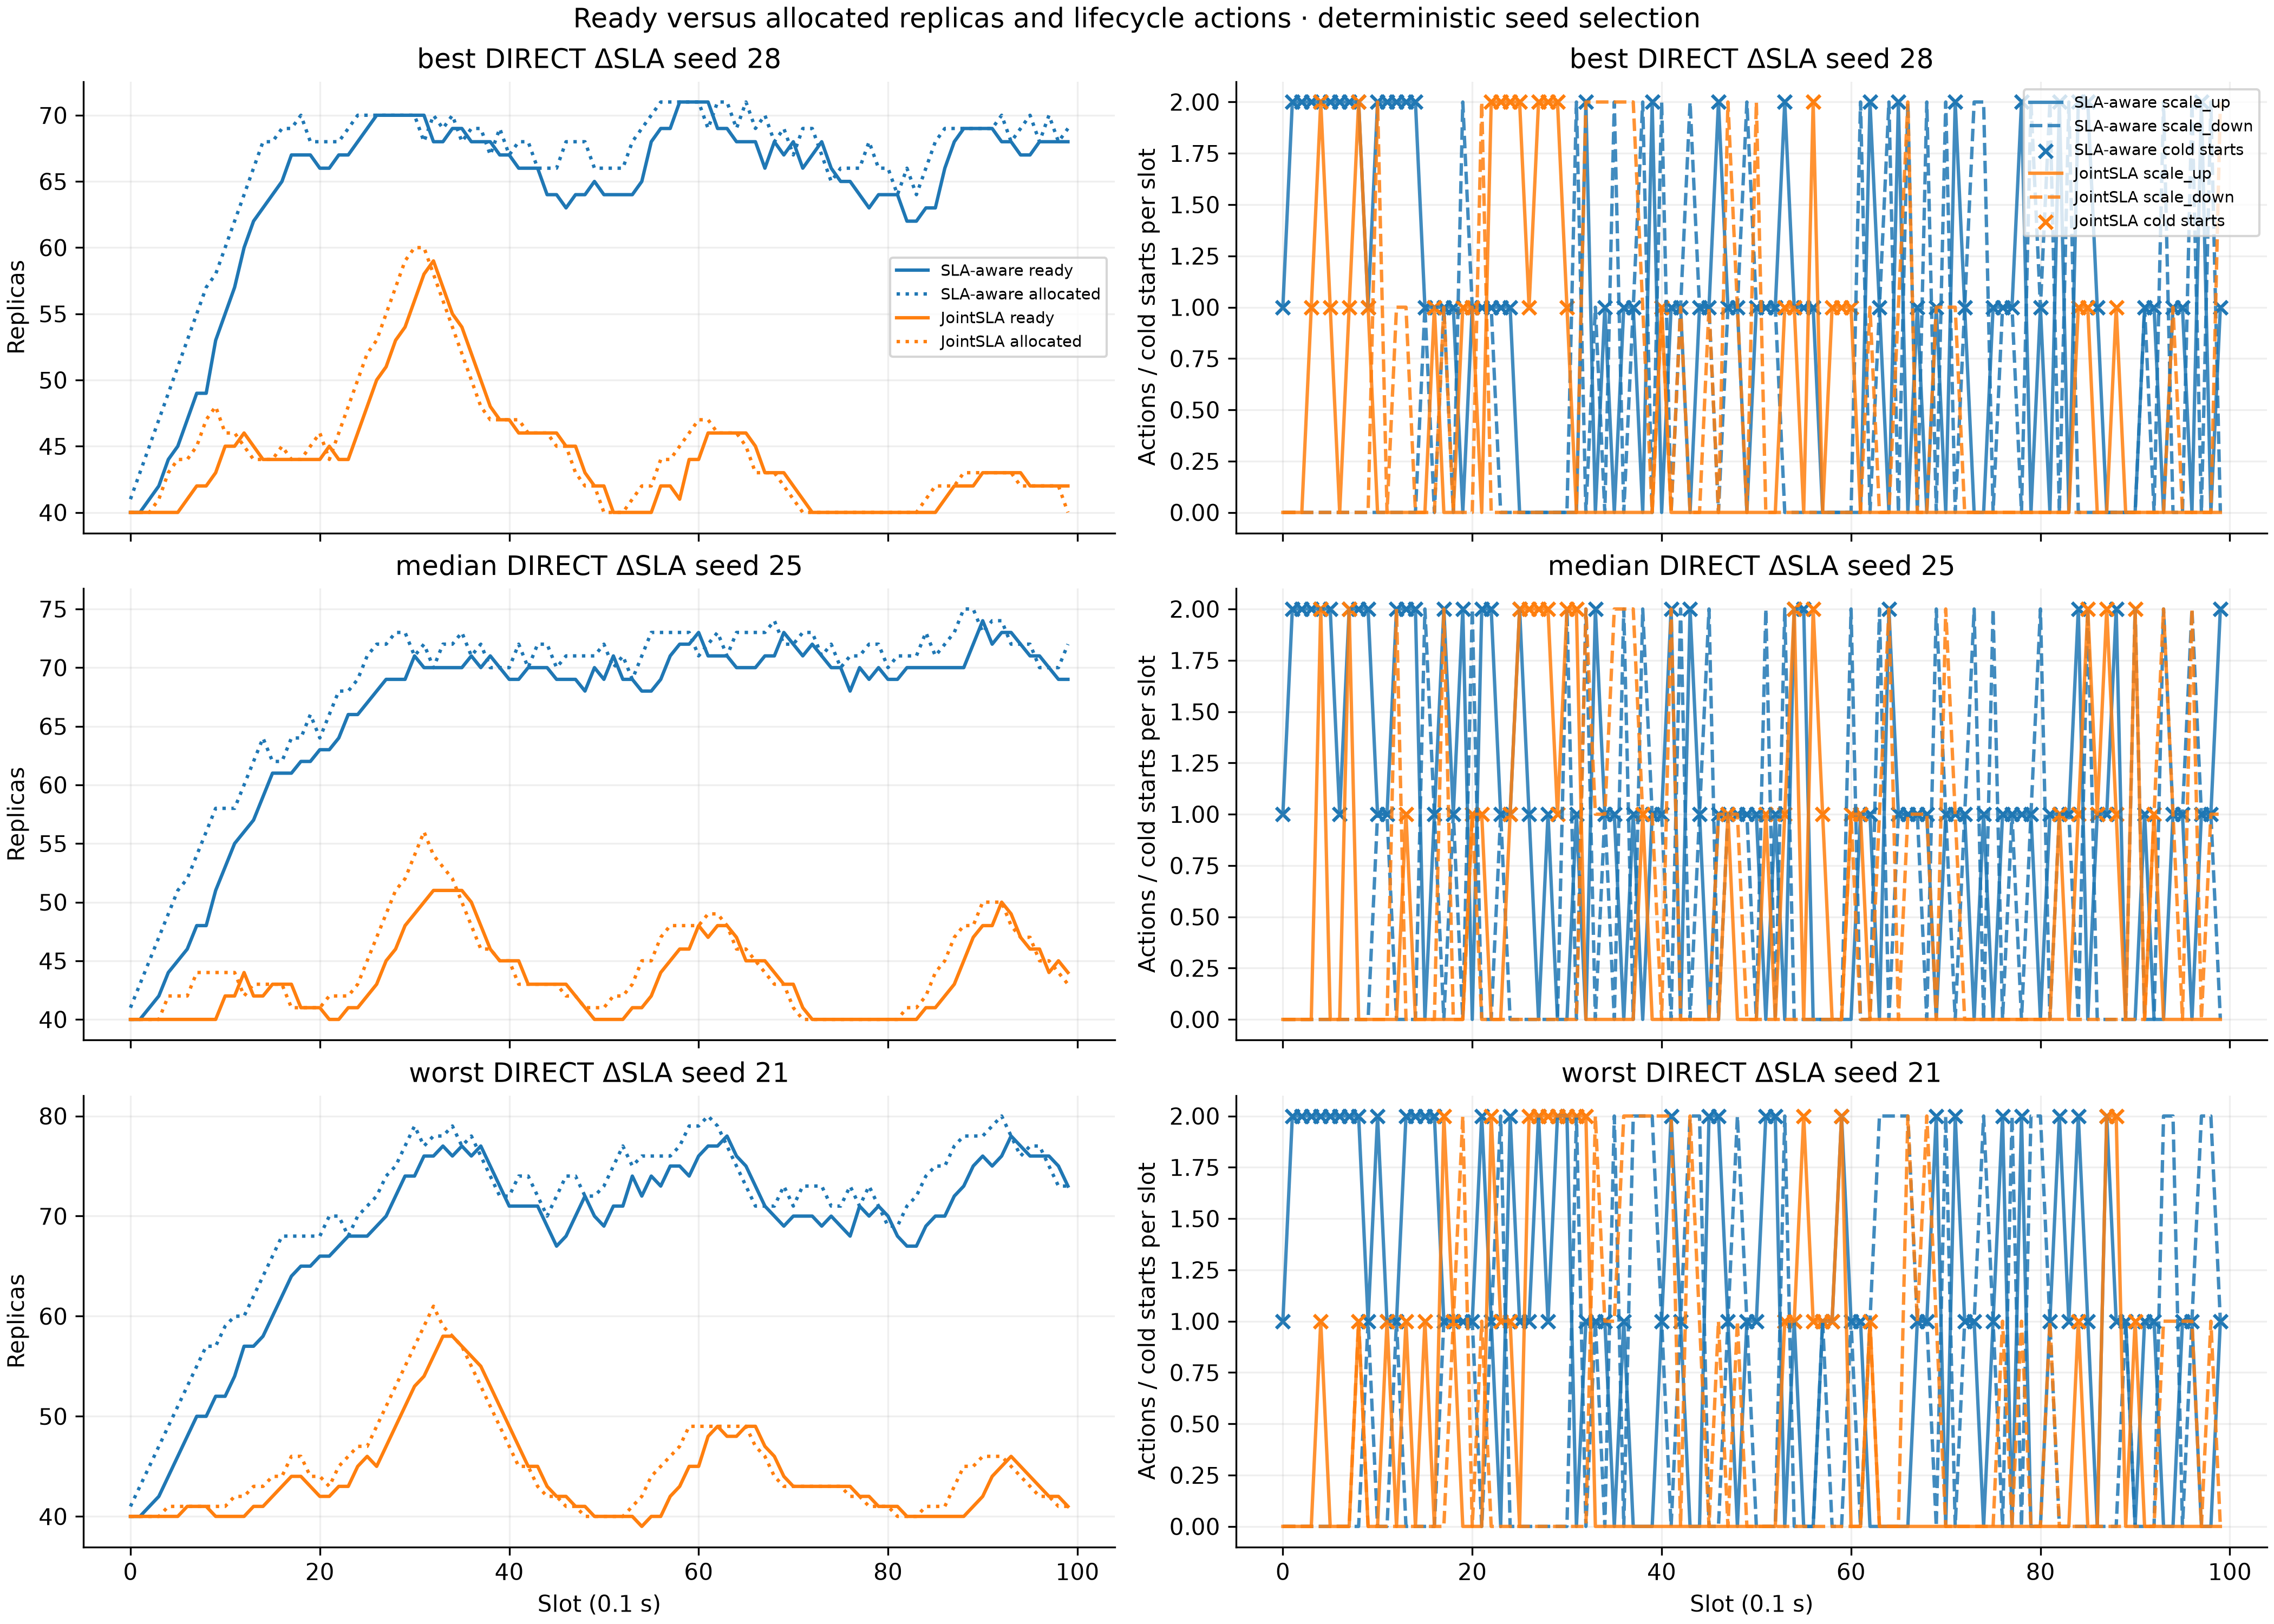 Ready versus allocated replicas and lifecycle actions · deterministic seed selection
best DIRECT ΔSLA seed 28
Replicas
70
65
60
55
50
45
40
SLA-aware ready
SLA-aware allocated
JointSLA ready
JointSLA allocated
best DIRECT ΔSLA seed 28
Actions / cold starts per slot
2.00
1.75
1.50
1.25
1.00
0.75
0.50
0.25
0.00
SLA-aware scale_up
SLA-aware scale_down
SLA-aware cold starts
JointSLA scale_up
JointSLA scale_down
JointSLA cold starts
median DIRECT ΔSLA seed 25
Replicas
75
70
65
60
55
50
45
40
median DIRECT ΔSLA seed 25
Actions / cold starts per slot
2.00
1.75
1.50
1.25
1.00
0.75
0.50
0.25
0.00
worst DIRECT ΔSLA seed 21
Replicas
80
70
60
50
40
0 20 40 60 80 100
Slot (0.1 s)
worst DIRECT ΔSLA seed 21
Actions / cold starts per slot
2.00
1.75
1.50
1.25
1.00
0.75
0.50
0.25
0.00
0 20 40 60 80 100
Slot (0.1 s)